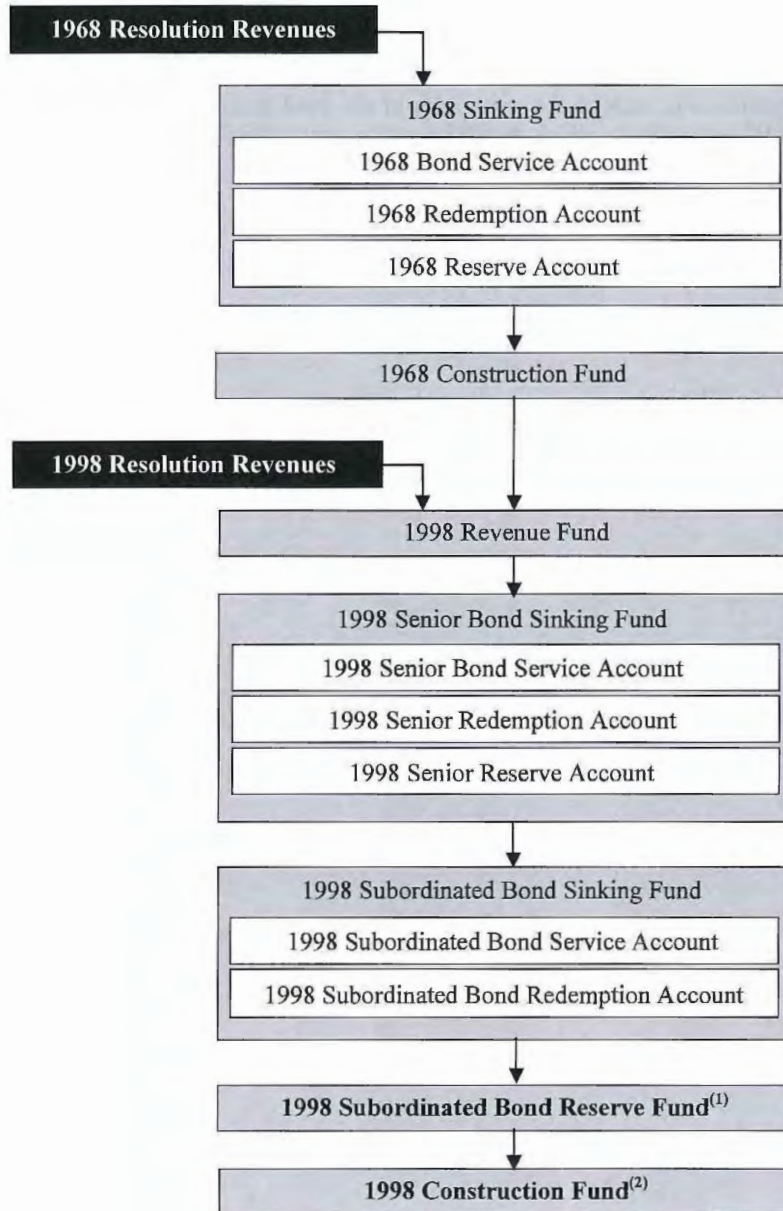 1968 Resolution Revenues
1968 Sinking Fund
1968 Bond Service Account
1968 Redemption Account
1968 Reserve Account
1968 Construction Fund
1998 Resolution Revenues
1998 Revenue Fund
1998 Senior Bond Sinking Fund
1998 Senior Bond Service Account
1998 Senior Redemption Account
1998 Senior Reserve Account
1998 Subordinated Bond Sinking Fund
1998 Subordinated Bond Service Account
1998 Subordinated Bond Redemption Account
1998 Subordinated Bond Reserve Fund(1)
1998 Construction Fund(2)